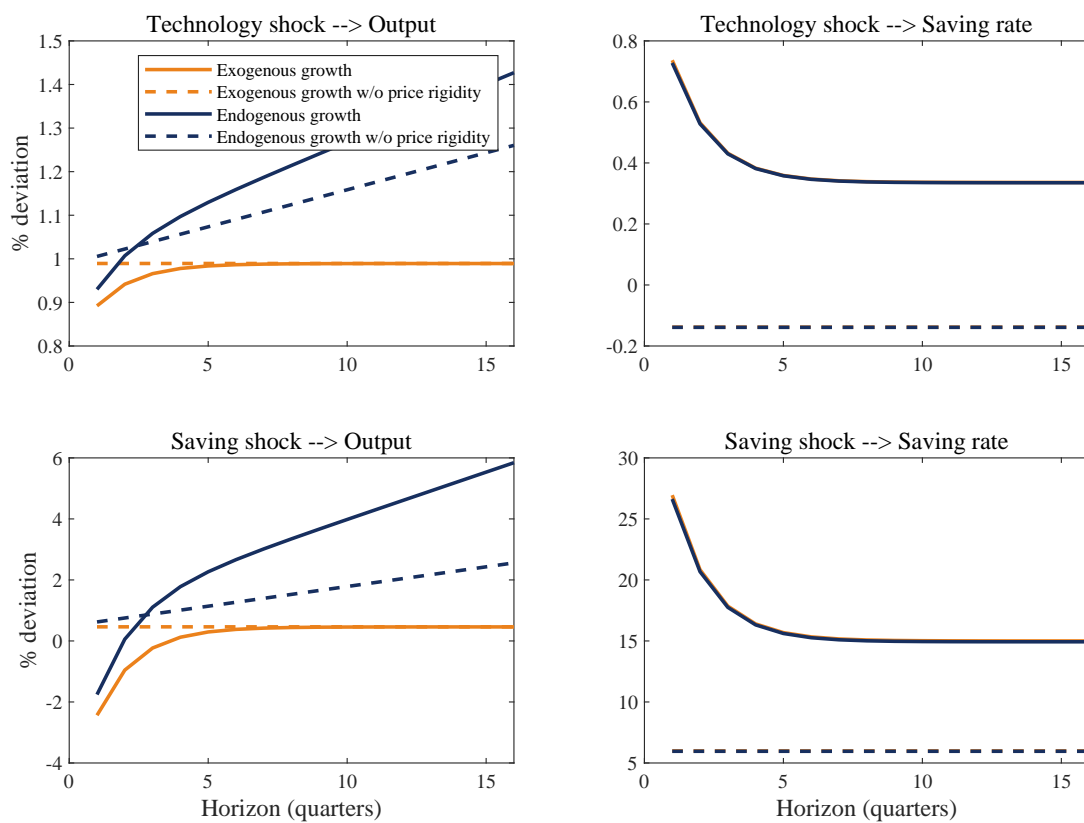 Technology shock --> Output
1.5
1.4
1.3
1.2
1.1
1
0.9
0.8
% deviation
Exogenous growth
Exogenous growth w/o price rigidity
Endogenous growth
Endogenous growth w/o price rigidity
0 5 10 15
Technology shock --> Saving rate
0.8
0.6
0.4
0.2
0
-0.2
0 5 10 15
Saving shock --> Output
6
4
2
0
-2
-4
% deviation
0 5 10 15
Horizon (quarters)
Saving shock --> Saving rate
30
25
20
15
10
5
0 5 10 15
Horizon (quarters)